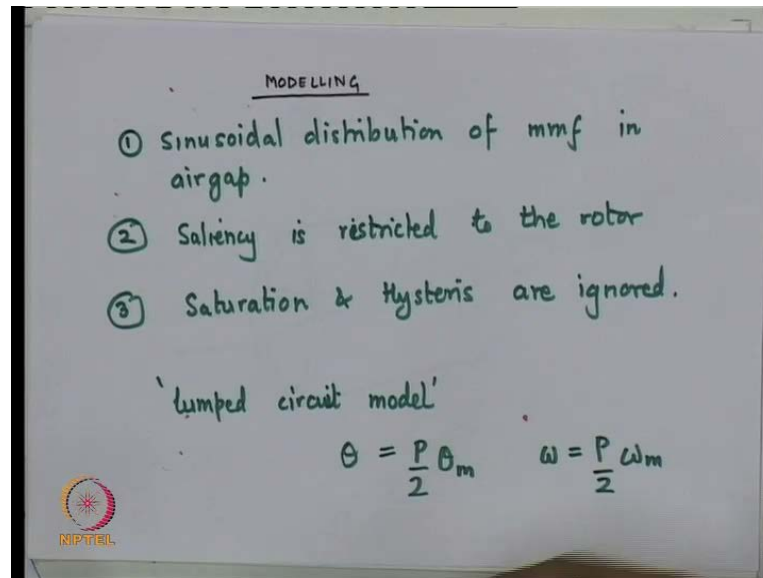 MODELLING
① Sinusoidal distribution of mmf in
airgap.
② Saliency is restricted to the rotor
③ Saturation & Hysteris are ignored.
'lumped circuit model'
θ = P/2 θm ω = P/2 ωm
NPTEL